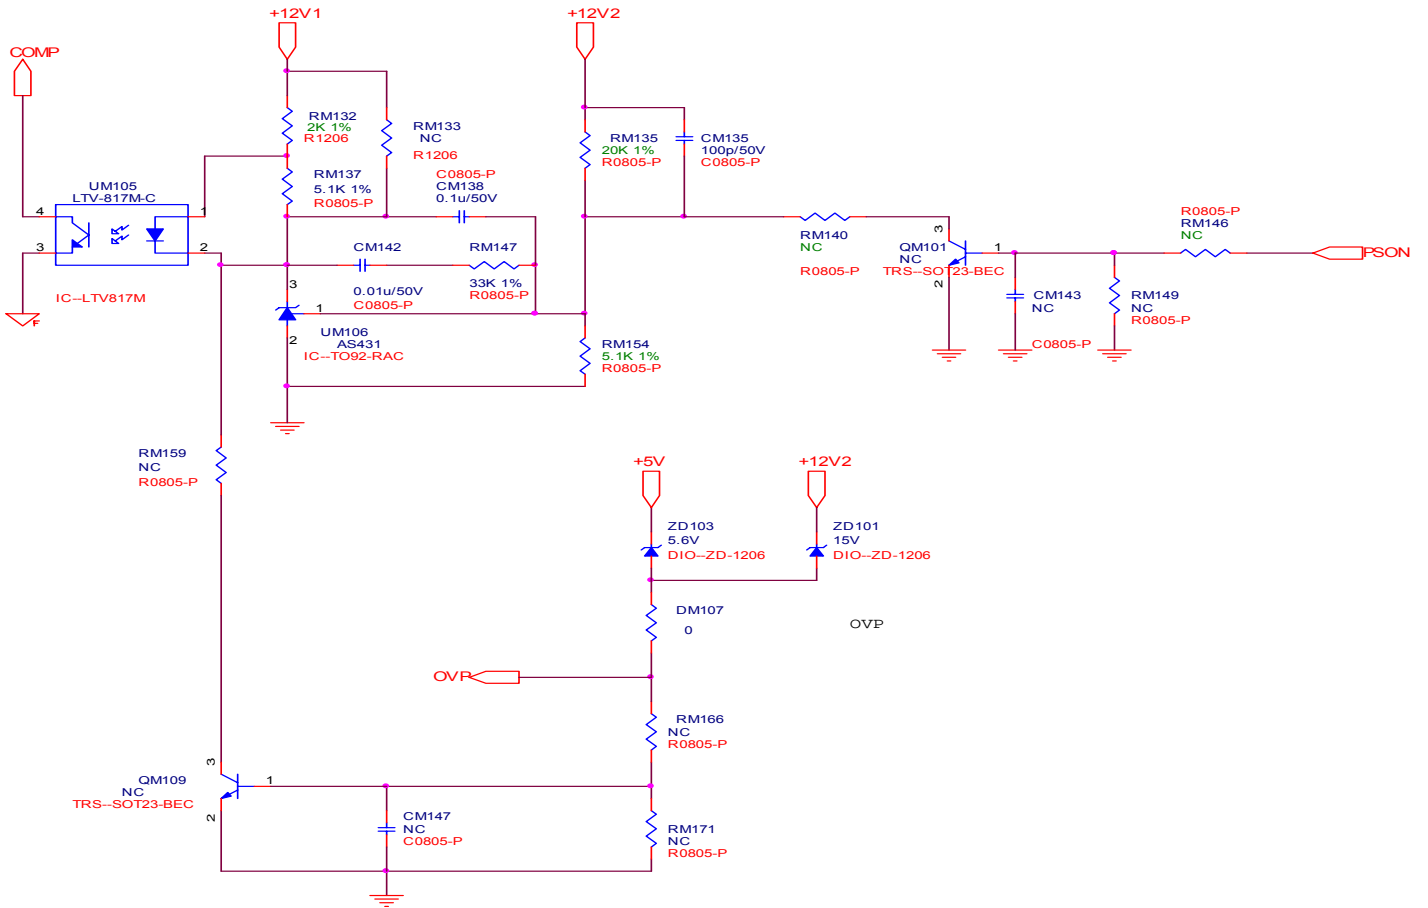 +12V1
+12V2
COMP
RM132
2K 1%
R1206
RM133
NC
R1206
RM135
20K 1%
R0805-P
CM135
100p/50V
C0805-P
RM137
5.1K 1%
R0805-P
C0805-P
CM138
0.1u/50V
UM105
LTV-817M-C
4
1
3
2
IC--LTV817M
CM142
0.01u/50V
C0805-P
RM147
33K 1%
R0805-P
RM140
NC
R0805-P
3
QM101
NC
TRS--SOT23-BEC
1
2
R0805-P
RM146
NC
PSON
CM143
NC
C0805-P
RM149
NC
R0805-P
3
1
2
UM106
AS431
IC--TO92-RAC
RM154
5.1K 1%
R0805-P
F
RM159
NC
R0805-P
+5V
+12V2
ZD103
5.6V
DIO--ZD-1206
ZD101
15V
DIO--ZD-1206
DM107
0
OVP
OVP
RM166
NC
R0805-P
3
QM109
NC
TRS--SOT23-BEC
1
2
CM147
NC
C0805-P
RM171
NC
R0805-P